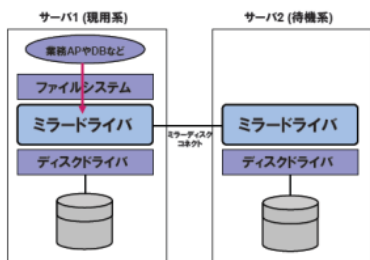 サーバ1 (現用系)
サーバ2 (待機系)
業務APやDBなど
ファイルシステム
ミラードライバ
ミラーディスク
コネクト
ミラードライバ
ディスクドライバ
ディスクドライバ